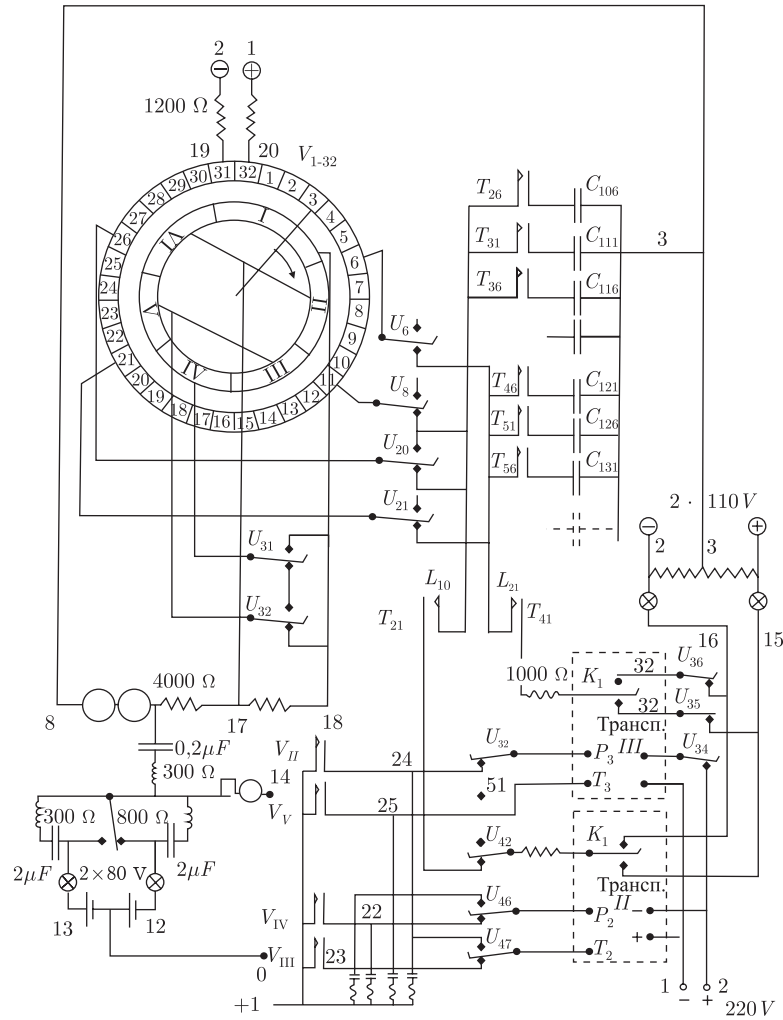 2 1
− +
1200 Ω
19 20 V₁₋₃₂
31 32 1 2 3 4 5 6 7 8 9 10 11 12 13 14 15 16 17 18 19 20 21 22 23 24 25 26 27 28 29 30
I II III IV V VI
T₂₆ C₁₀₆
T₃₁ C₁₁₁ 3
T₃₆ C₁₁₆
U₆
T₄₆ C₁₂₁
U₈
T₅₁ C₁₂₆
U₂₀
T₅₆ C₁₃₁
U₂₁
2 · 110 V
− +
2 3
U₃₁
L₁₀ L₂₁
U₃₂
T₂₁ T₄₁
16 15
1000 Ω K₁ 32 U₃₆
4000 Ω
32 U₃₅
8 17 18
Трансп.
0,2μF V_II 24 U₃₂ P₃ III U₃₄
300 Ω 14
51 T₃
V_V 25
300 Ω 800 Ω
U₄₂ K₁
2μF 2×80 V 2μF
Трансп.
II
U₄₆
13 12 V_IV 22 P₂ −
U₄₇ +
V_III 23 T₂
0
+1
1 2
− +
220 V